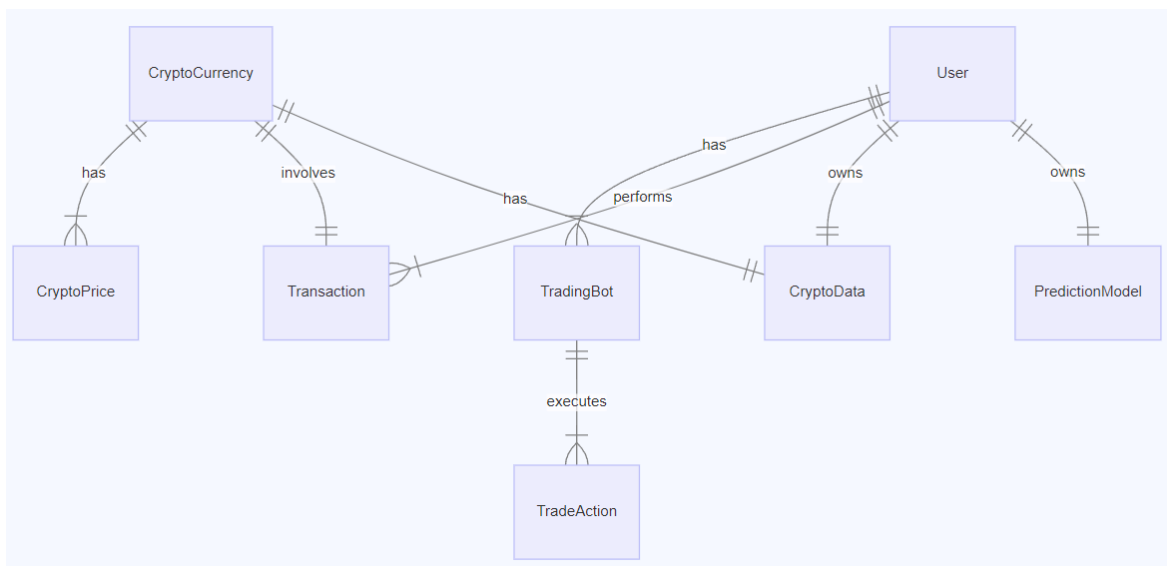 CryptoCurrency
User
has
has
involves
owns
owns
has
performs
CryptoPrice
Transaction
TradingBot
CryptoData
PredictionModel
executes
TradeAction